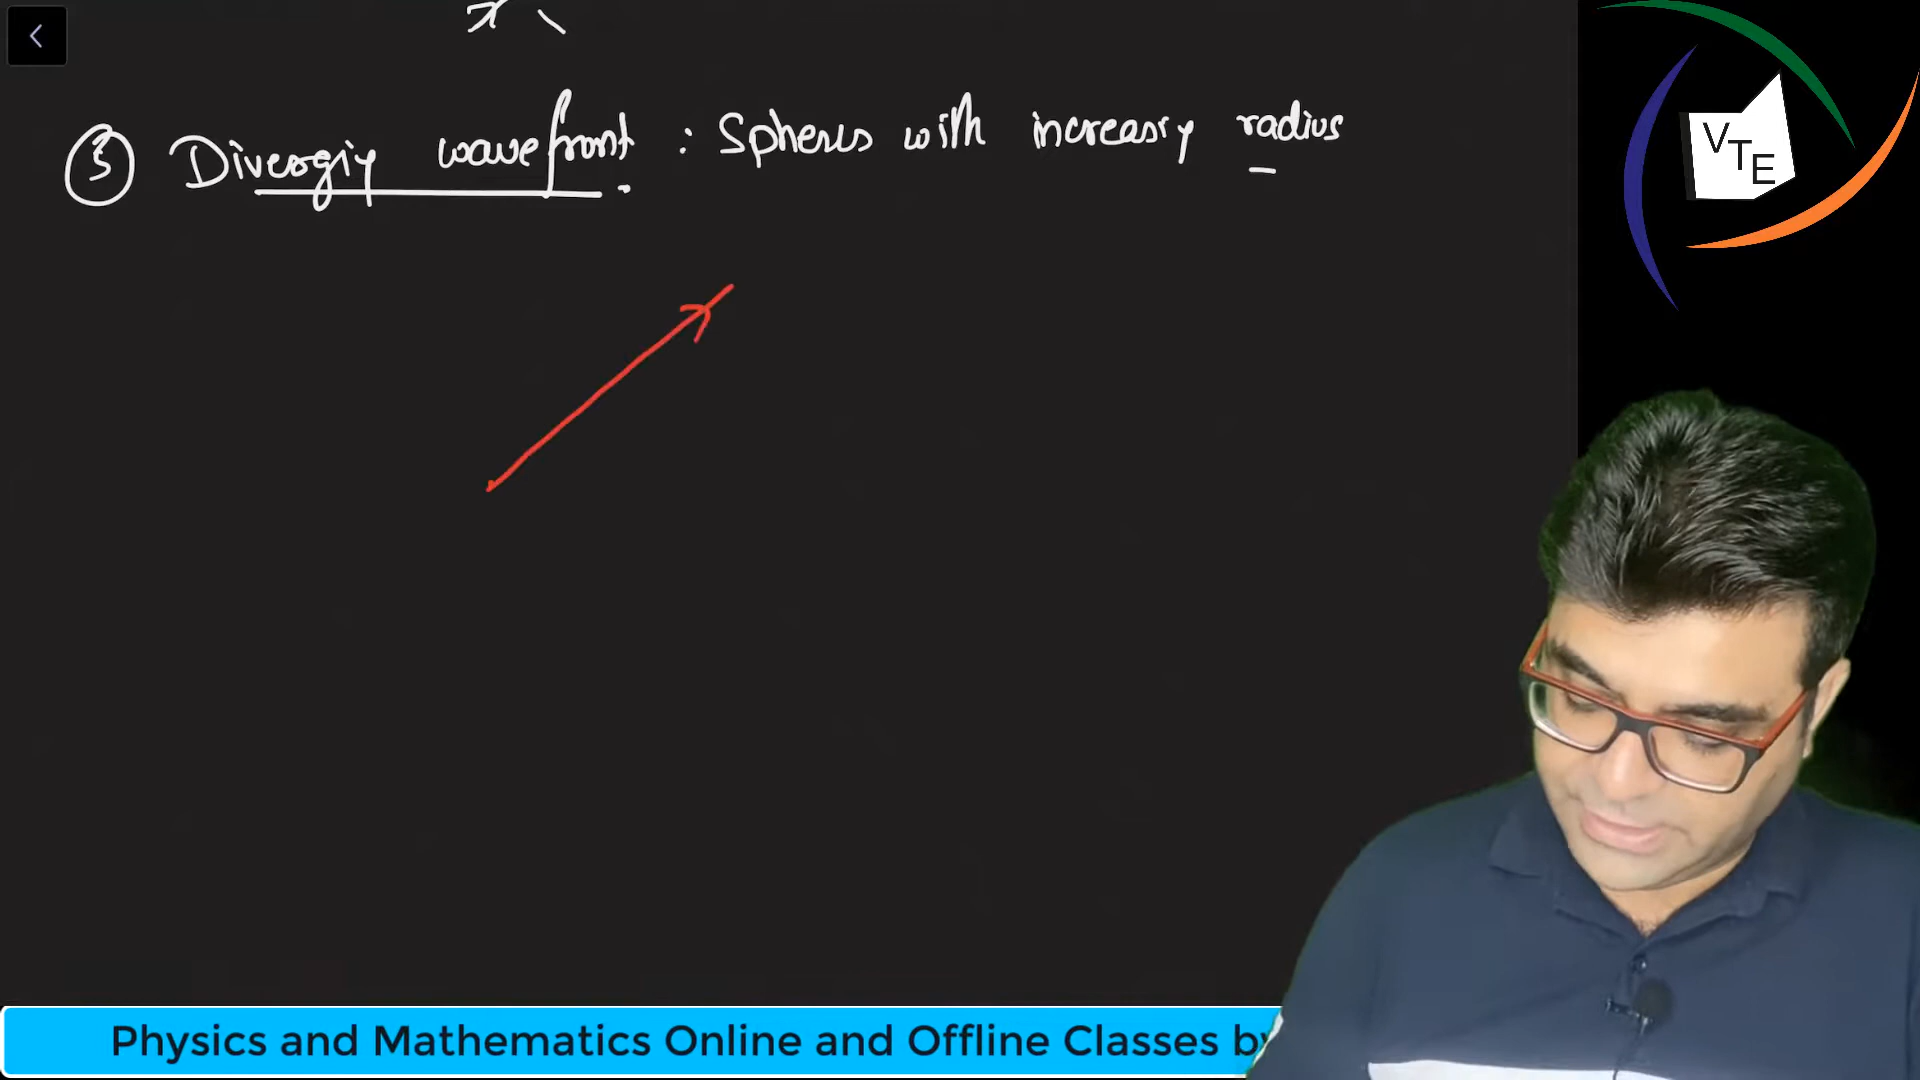 x
③ Diverging wavefront : Spheres with increasing radius
VTE
Physics and Mathematics Online and Offline Classes by